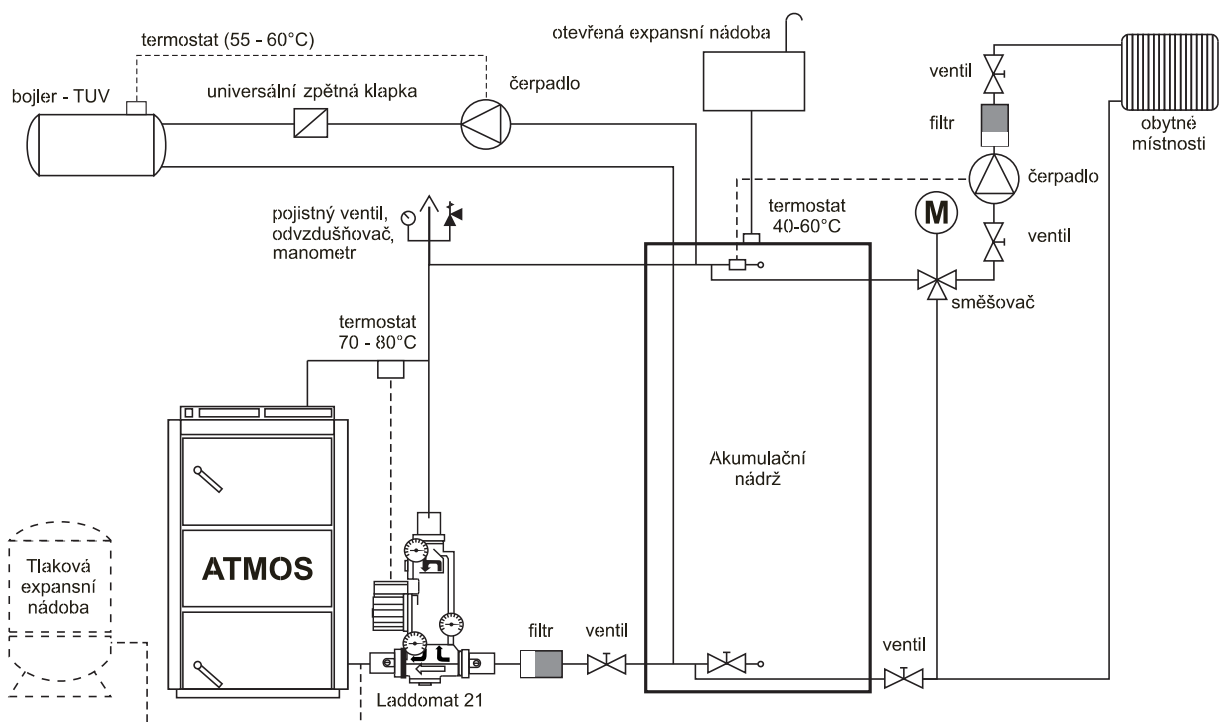 termostat (55 - 60°C)
bojler - TUV
universální zpětná klapka
čerpadlo
otevřená expansní nádoba
ventil
filtr
obytné
místnosti
čerpadlo
termostat
40-60°C
M
ventil
pojistný ventil,
odvzdušňovač,
manometr
směšovač
termostat
70 - 80°C
Akumulační
nádrž
ATMOS
Tlaková
expansní
nádoba
filtr
ventil
ventil
Laddomat 21